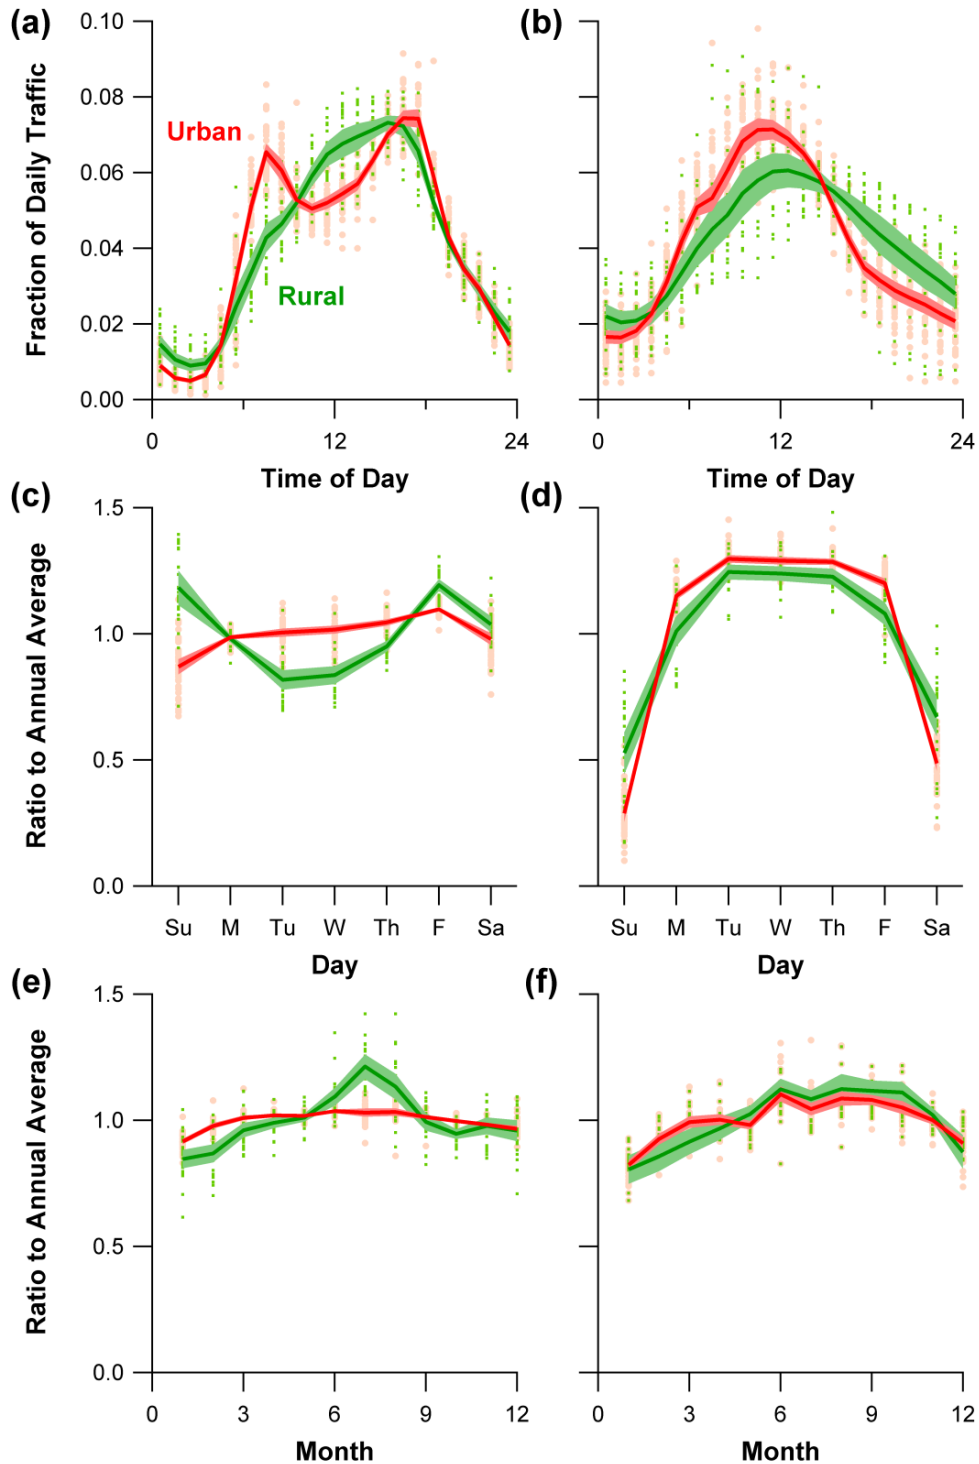 (a)
(b)
Fraction of Daily Traffic
0.10
0.08
0.06
0.04
0.02
0.00
Urban
Rural
0 12 24
0 12 24
Time of Day
Time of Day
(c)
(d)
Ratio to Annual Average
1.5
1.0
0.5
0.0
Su M Tu W Th F Sa
Su M Tu W Th F Sa
Day
Day
(e)
(f)
Ratio to Annual Average
1.5
1.0
0.5
0.0
0 3 6 9 12
0 3 6 9 12
Month
Month